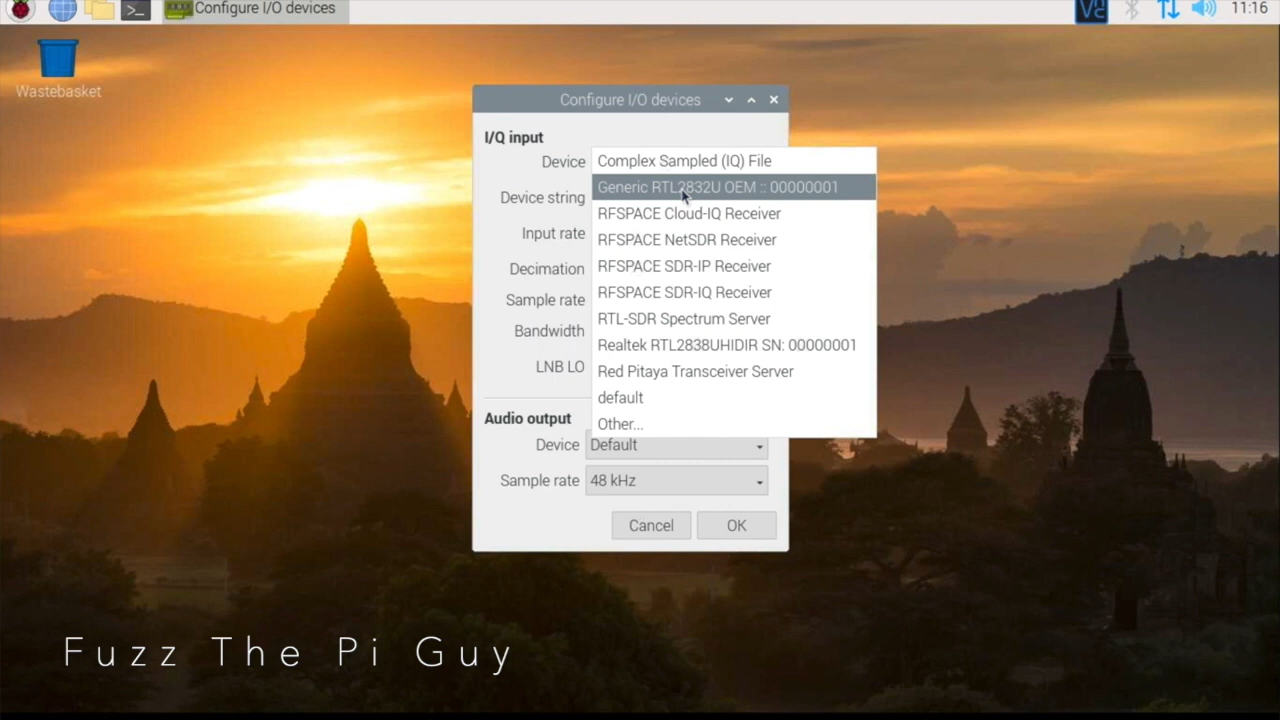 Configure I/O devices
11:16
Wastebasket
Configure I/O devices
I/Q input
Device
Complex Sampled (IQ) File
Generic RTL2832U OEM :: 00000001
Device string
RFSPACE Cloud-IQ Receiver
Input rate
RFSPACE NetSDR Receiver
Decimation
RFSPACE SDR-IP Receiver
Sample rate
RFSPACE SDR-IQ Receiver
Bandwidth
RTL-SDR Spectrum Server
Realtek RTL2838UHIDIR SN: 00000001
LNB LO
Red Pitaya Transceiver Server
default
Other...
Audio output
Device Default
Sample rate 48 kHz
Cancel OK
Fuzz The Pi Guy